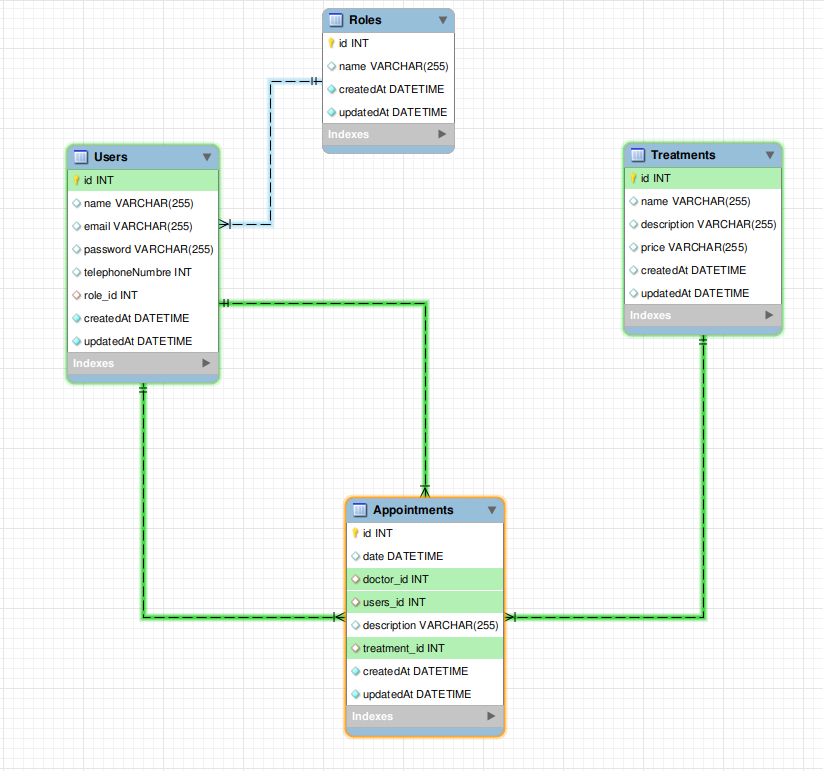 Roles
id INT
name VARCHAR(255)
createdAt DATETIME
updatedAt DATETIME
Indexes
Users
id INT
name VARCHAR(255)
email VARCHAR(255)
password VARCHAR(255)
telephoneNumbre INT
role_id INT
createdAt DATETIME
updatedAt DATETIME
Indexes
Treatments
id INT
name VARCHAR(255)
description VARCHAR(255)
price VARCHAR(255)
createdAt DATETIME
updatedAt DATETIME
Indexes
Appointments
id INT
date DATETIME
doctor_id INT
users_id INT
description VARCHAR(255)
treatment_id INT
createdAt DATETIME
updatedAt DATETIME
Indexes